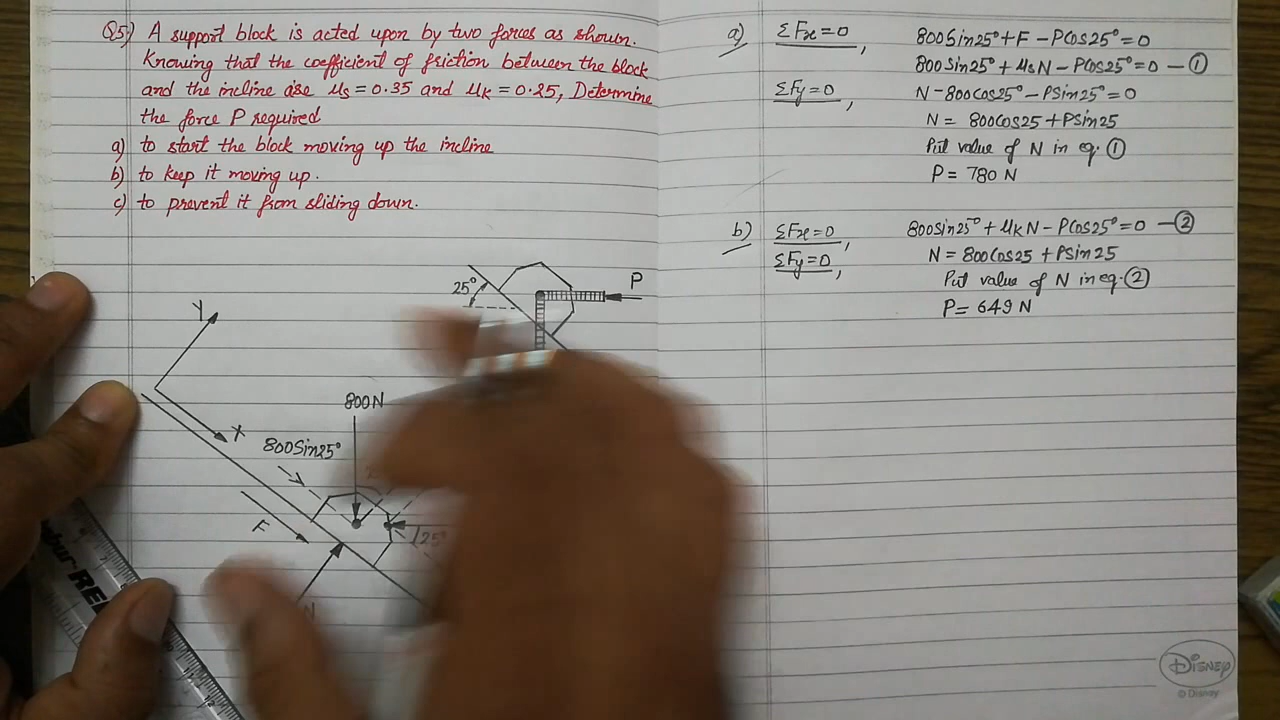 Q5) A support block is acted upon by two forces as shown.
Knowing that the coefficient of friction between the block
and the incline are μs = 0.35 and μk = 0.25, Determine
the force P required
a) to start the block moving up the incline
b) to keep it moving up.
c) to prevent it from sliding down.
25°
P
Y
X
800N
800Sin25°
F
25°
N
a) ΣFx=0, 800Sin25°+F-PCos25°=0
800Sin25°+μsN-PCos25°=0 —①
ΣFy=0, N-800Cos25°-PSin25°=0
N= 800Cos25+PSin25
Put value of N in eq.①
P= 780 N
b) ΣFx=0, 800Sin25°+μkN-PCos25°=0 —②
ΣFy=0, N=800Cos25+PSin25
Put value of N in eq.②
P= 649 N
Disney
© Disney